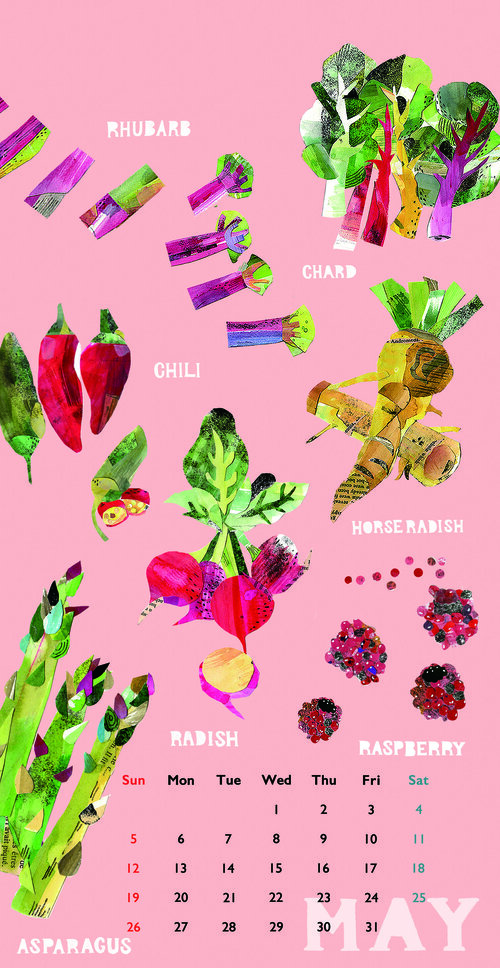 RHUBARB
CHARD
CHILI
HORSERADISH
RADISH
RASPBERRY
Sun Mon Tue Wed Thu Fri Sat
1 2 3 4
5 6 7 8 9 10 11
12 13 14 15 16 17 18
19 20 21 22 23 24 25
26 27 28 29 30 31
MAY
ASPARAGUS